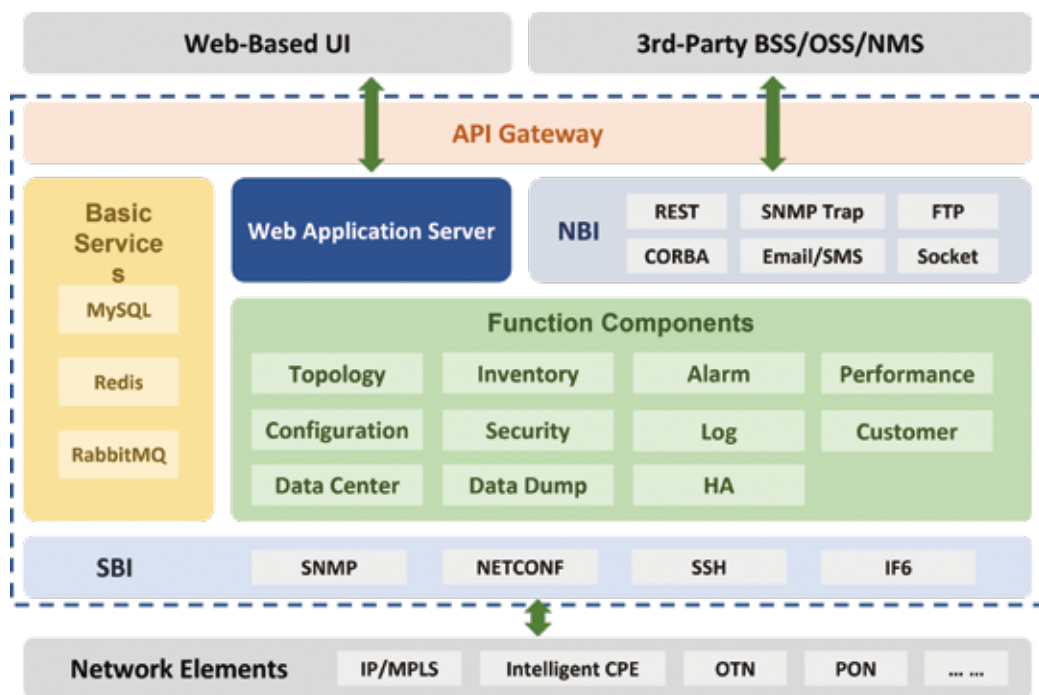 Web-Based UI
3rd-Party BSS/OSS/NMS
API Gateway
Basic
Service
s
MySQL
Redis
RabbitMQ
Web Application Server
NBI
REST
SNMP Trap
FTP
CORBA
Email/SMS
Socket
Function Components
Topology
Inventory
Alarm
Performance
Configuration
Security
Log
Customer
Data Center
Data Dump
HA
SBI
SNMP
NETCONF
SSH
IF6
Network Elements
IP/MPLS
Intelligent CPE
OTN
PON
... ...